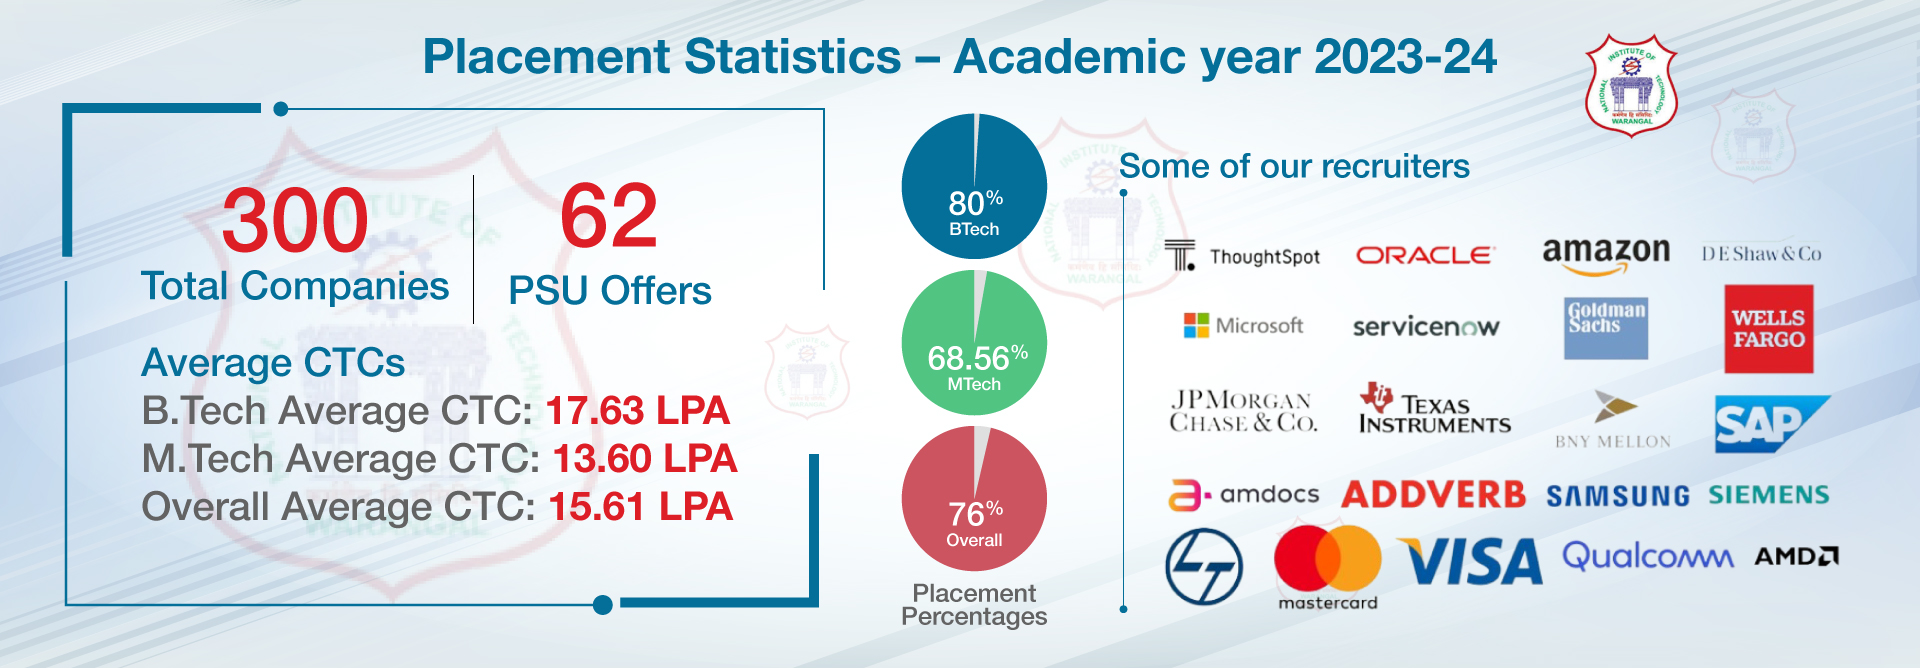 Placement Statistics – Academic year 2023-24
INSTITUTE OF
NATIONAL
TECHNOLOGY
WARANGAL
300
Total Companies
62
PSU Offers
Average CTCs
B.Tech Average CTC: 17.63 LPA
M.Tech Average CTC: 13.60 LPA
Overall Average CTC: 15.61 LPA
80%
BTech
68.56%
MTech
76%
Overall
Placement
Percentages
Some of our recruiters
ThoughtSpot ORACLE amazon D E Shaw & Co
Microsoft servicenow Goldman Sachs WELLS FARGO
JPMORGAN CHASE & CO. TEXAS INSTRUMENTS BNY MELLON SAP
amdocs ADDVERB SAMSUNG SIEMENS
LT mastercard VISA Qualcomm AMD